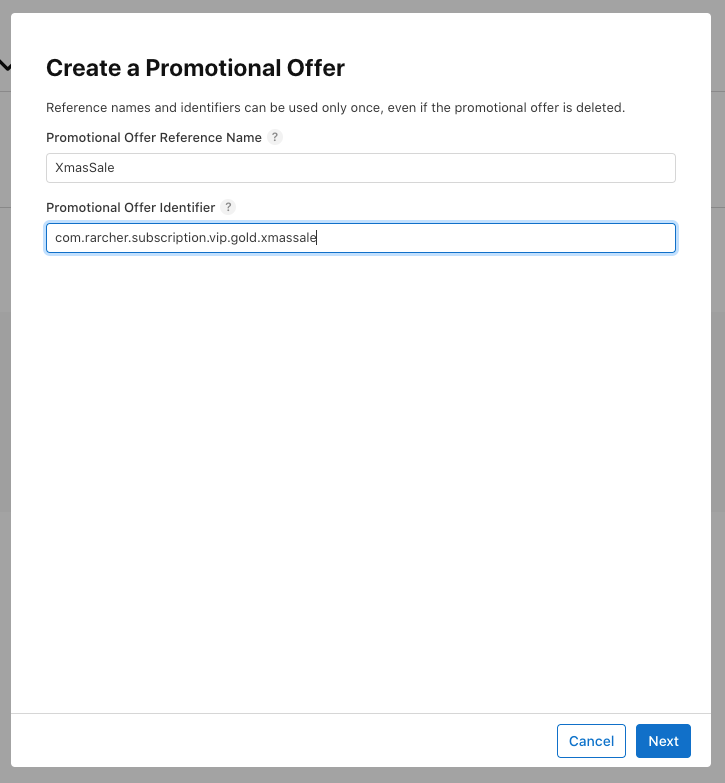 Create a Promotional Offer
Reference names and identifiers can be used only once, even if the promotional offer is deleted.
Promotional Offer Reference Name ?
XmasSale
Promotional Offer Identifier ?
com.rarcher.subscription.vip.gold.xmassale
Cancel Next